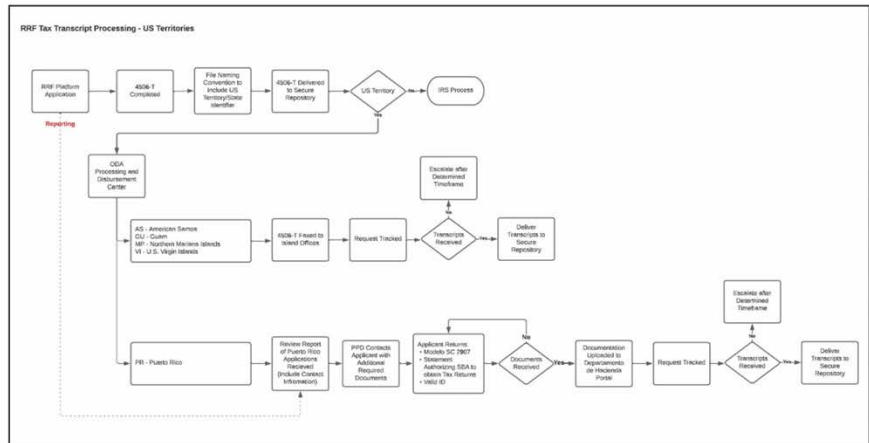 RRF Tax Transcript Processing - US Territories
RRF Platform
Application
4506-T
Completed
File Naming
Convention to
Include US
Territory/State
Identifier
4506-T Delivered
to Secure
Repository
US Territory
No
IRS Process
Reporting
Yes
ODA
Processing and
Disbursement
Center
Escalate after
Determined
Timeframe
No
AS - American Samoa
GU - Guam
MP - Northern Mariana Islands
VI - U.S. Virgin Islands
4506-T Faxed to
Island Offices
Request Tracked
Transcripts
Received
Yes
Deliver
Transcripts to
Secure
Repository
Escalate after
Determined
Timeframe
No
PR - Puerto Rico
Review Report
of Puerto Rico
Applications
Recieved
(Include Contact
Infromation)
PPD Contacts
Applicant with
Additional
Required
Documents
Applicant Returns:
• Modelo SC 2907
• Statement
Authorizing SBA to
obtain Tax Returns
• Valid ID
No
Documents
Received
Yes
Documentation
Uploaded to
Departamento
de Hacienda
Portal
Request Tracked
Transcripts
Received
Yes
Deliver
Transcripts to
Secure
Repository